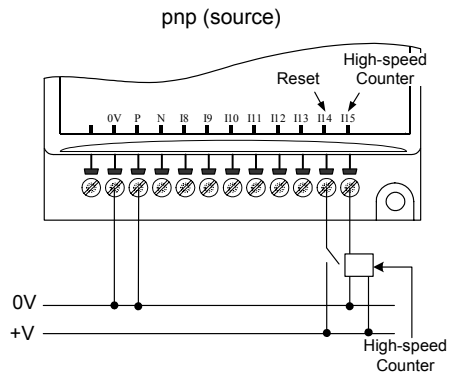 pnp (source)
High-speed
Counter
Reset
0V P N I8 I9 I10 I11 I12 I13 I14 I15
0V
+V
High-speed
Counter